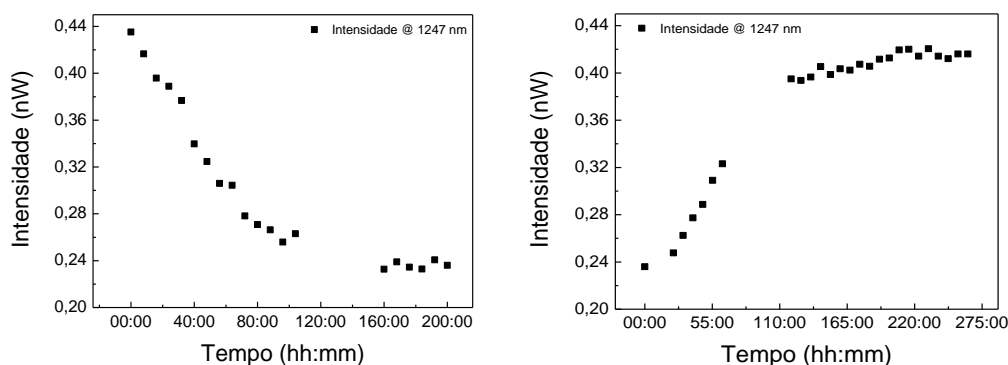 Intensidade @ 1247 nm
Intensidade (nW)
0,44
0,40
0,36
0,32
0,28
0,24
0,20
00:00 40:00 80:00 120:00 160:00 200:00
Tempo (hh:mm)
Intensidade @ 1247 nm
Intensidade (nW)
0,44
0,40
0,36
0,32
0,28
0,24
0,20
00:00 55:00 110:00 165:00 220:00 275:00
Tempo (hh:mm)